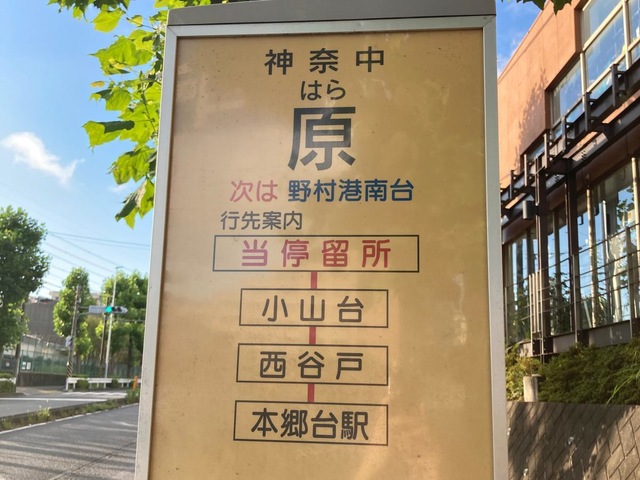 神奈中
はら
原
次は 野村港南台
行先案内
当停留所
小山台
西谷戸
本郷台駅